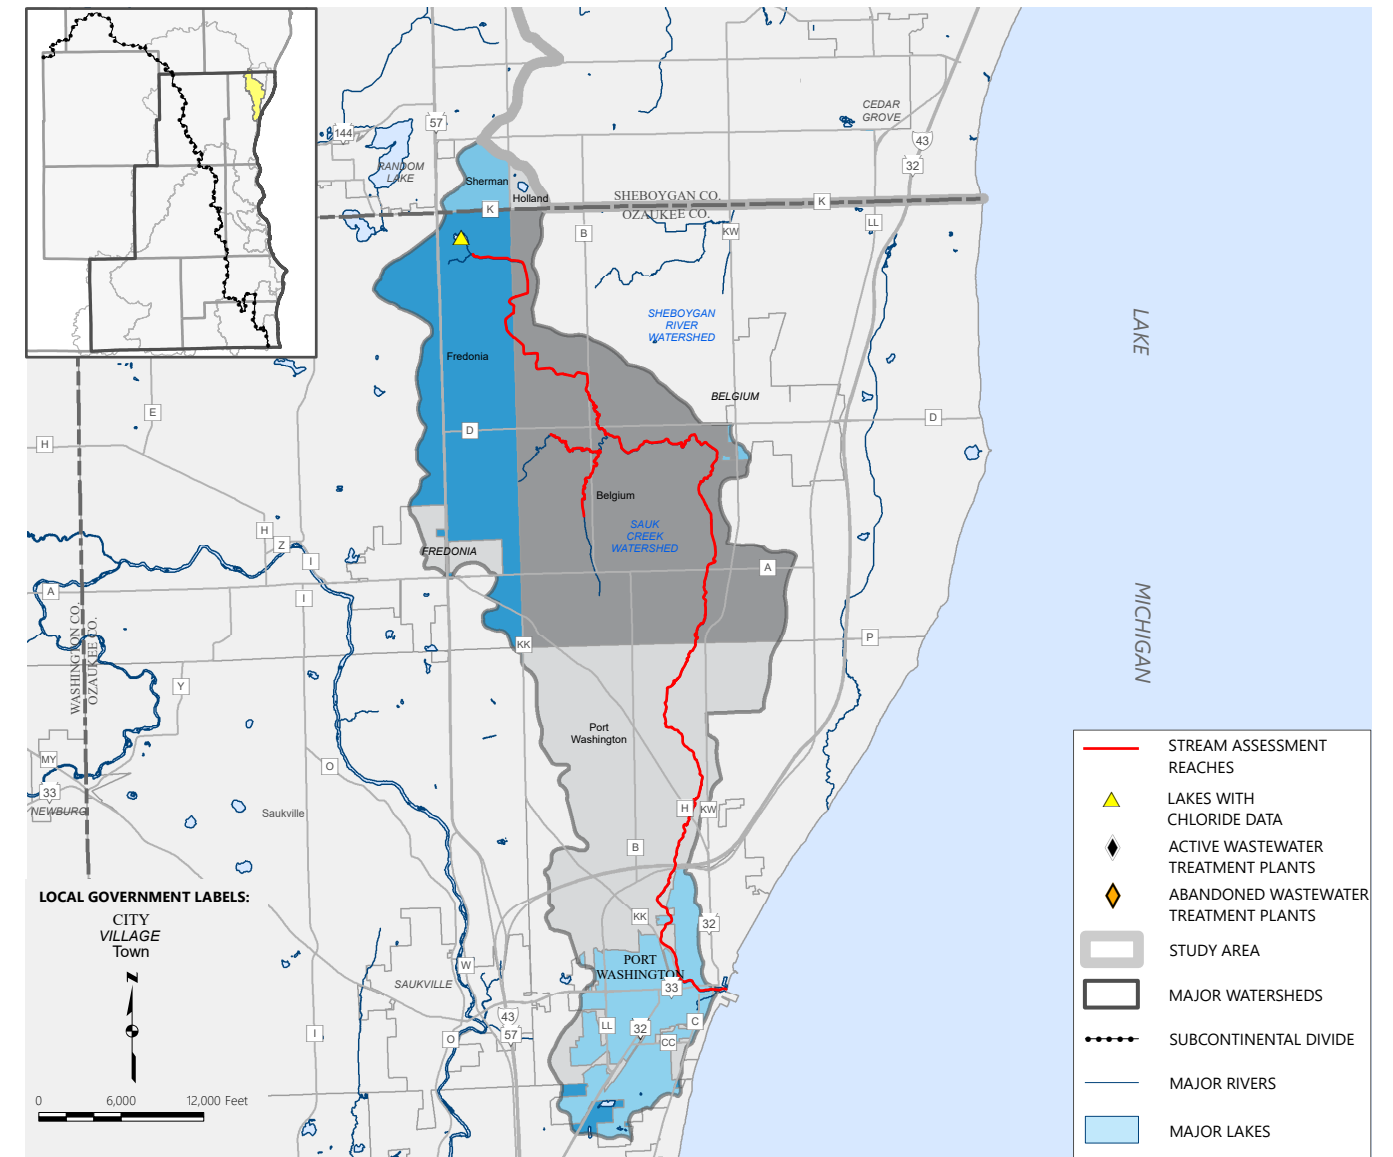 CEDAR
GROVE
57
144
43
32
RANDOM
LAKE
Sherman
Holland
SHEBOYGAN CO.
OZAUKEE CO.
K
K
B
KW
LL
SHEBOYGAN
RIVER
WATERSHED
LAKE
Fredonia
BELGIUM
E
H
D
D
Belgium
SAUK
CREEK
WATERSHED
H
Z
I
FREDONIA
A
A
I
MICHIGAN
WASHINGTON CO.
OZAUKEE CO.
KK
P
Y
Port
Washington
MY
O
33
NEWBURG
Saukville
H
KW
B
KK
32
PORT
WASHINGTON
W
SAUKVILLE
33
43
57
LL
32
C
CC
I
O
LOCAL GOVERNMENT LABELS:
CITY
VILLAGE
Town
N
0 6,000 12,000 Feet
STREAM ASSESSMENT
REACHES
LAKES WITH
CHLORIDE DATA
ACTIVE WASTEWATER
TREATMENT PLANTS
ABANDONED WASTEWATER
TREATMENT PLANTS
STUDY AREA
MAJOR WATERSHEDS
SUBCONTINENTAL DIVIDE
MAJOR RIVERS
MAJOR LAKES